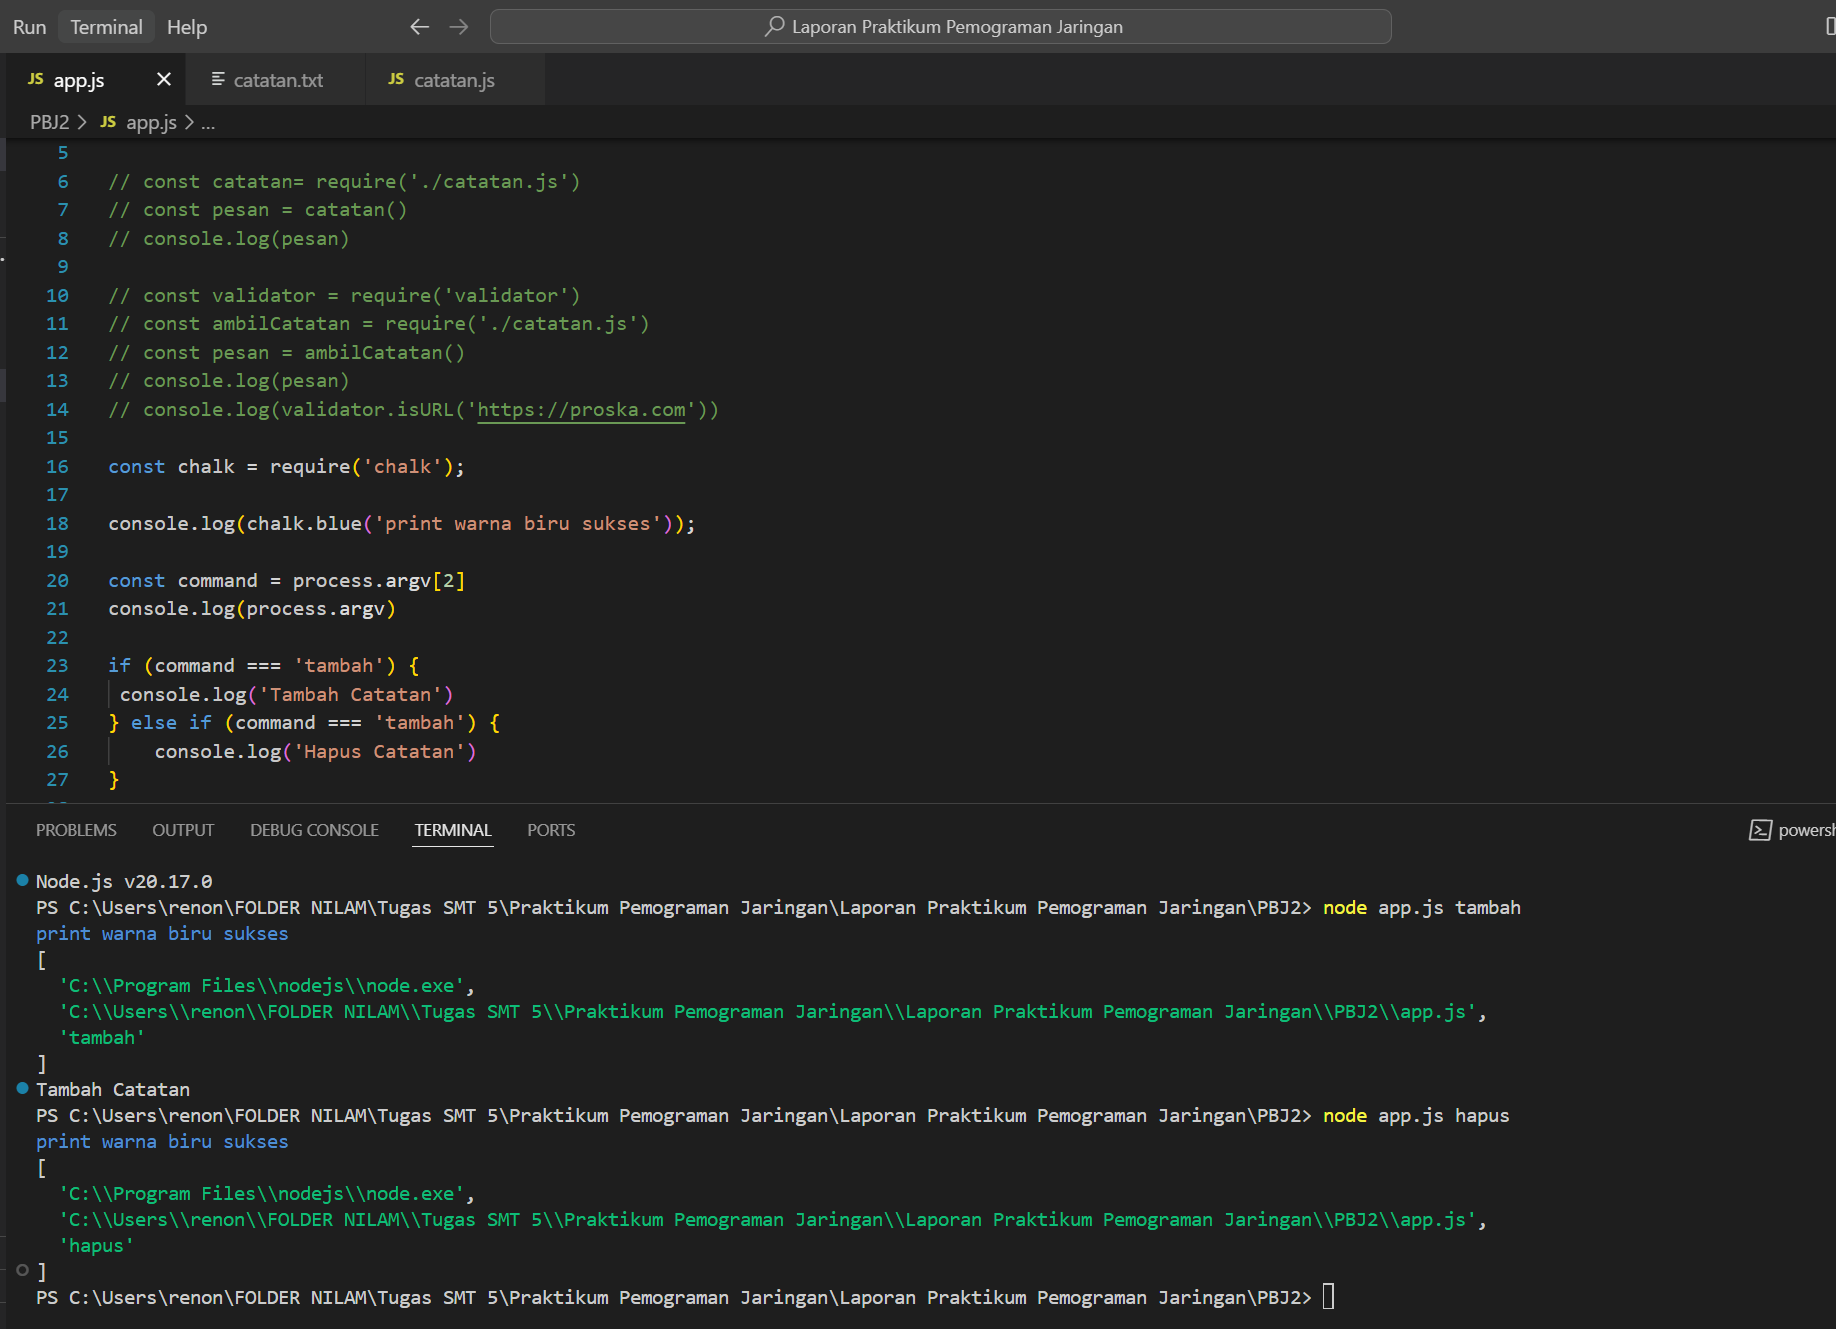 Run Terminal Help Laporan Praktikum Pemograman Jaringan
JS app.js catatan.txt JS catatan.js
PBJ2 > JS app.js > ...
5
6 // const catatan= require('./catatan.js')
7 // const pesan = catatan()
8 // console.log(pesan)
9
10 // const validator = require('validator')
11 // const ambilCatatan = require('./catatan.js')
12 // const pesan = ambilCatatan()
13 // console.log(pesan)
14 // console.log(validator.isURL('https://proska.com'))
15
16 const chalk = require('chalk');
17
18 console.log(chalk.blue('print warna biru sukses'));
19
20 const command = process.argv[2]
21 console.log(process.argv)
22
23 if (command === 'tambah') {
24 console.log('Tambah Catatan')
25 } else if (command === 'tambah') {
26 console.log('Hapus Catatan')
27 }
PROBLEMS OUTPUT DEBUG CONSOLE TERMINAL PORTS powersh
Node.js v20.17.0
PS C:\Users\renon\FOLDER NILAM\Tugas SMT 5\Praktikum Pemograman Jaringan\Laporan Praktikum Pemograman Jaringan\PBJ2> node app.js tambah
print warna biru sukses
[
'C:\\Program Files\\nodejs\\node.exe',
'C:\\Users\\renon\\FOLDER NILAM\\Tugas SMT 5\\Praktikum Pemograman Jaringan\\Laporan Praktikum Pemograman Jaringan\\PBJ2\\app.js',
'tambah'
]
Tambah Catatan
PS C:\Users\renon\FOLDER NILAM\Tugas SMT 5\Praktikum Pemograman Jaringan\Laporan Praktikum Pemograman Jaringan\PBJ2> node app.js hapus
print warna biru sukses
[
'C:\\Program Files\\nodejs\\node.exe',
'C:\\Users\\renon\\FOLDER NILAM\\Tugas SMT 5\\Praktikum Pemograman Jaringan\\Laporan Praktikum Pemograman Jaringan\\PBJ2\\app.js',
'hapus'
]
PS C:\Users\renon\FOLDER NILAM\Tugas SMT 5\Praktikum Pemograman Jaringan\Laporan Praktikum Pemograman Jaringan\PBJ2>